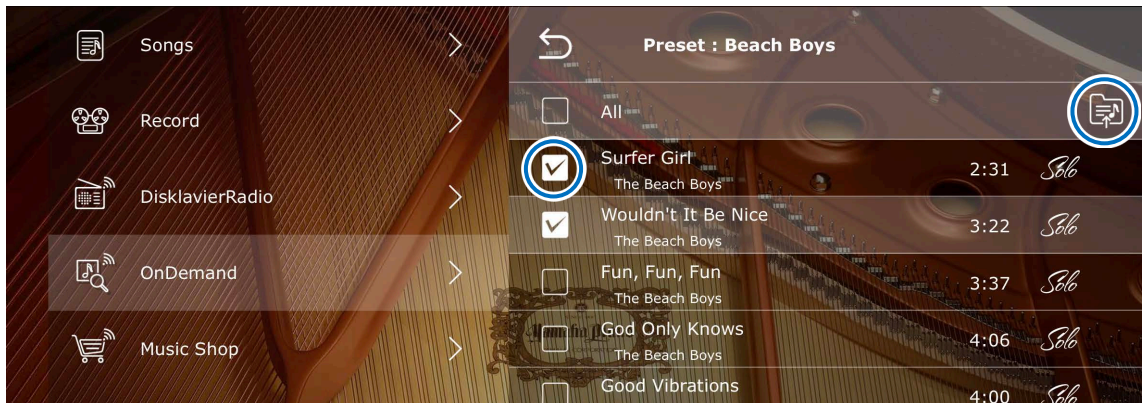 Songs
Record
DisklavierRadio
OnDemand
Music Shop
Preset : Beach Boys
All
Surfer Girl
The Beach Boys
2:31 Solo
Wouldn't It Be Nice
The Beach Boys
3:22 Solo
Fun, Fun, Fun
The Beach Boys
3:37 Solo
God Only Knows
The Beach Boys
4:06 Solo
Good Vibrations
4:00 Solo